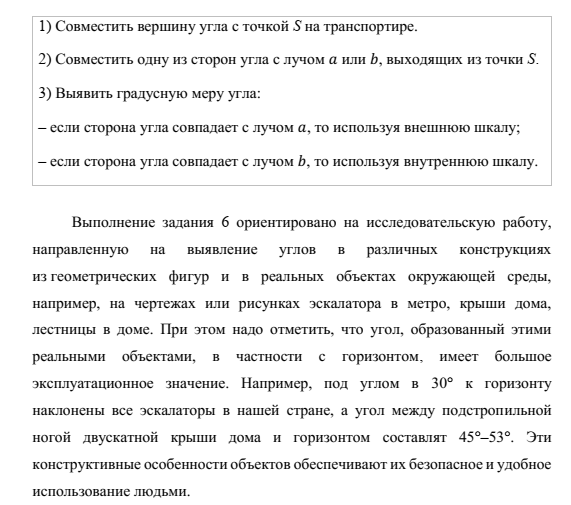 1) Совместить вершину угла с точкой S на транспортире.
2) Совместить одну из сторон угла с лучом a или b, выходящих из точки S.
3) Выявить градусную меру угла:
– если сторона угла совпадает с лучом a, то используя внешнюю шкалу;
– если сторона угла совпадает с лучом b, то используя внутреннюю шкалу.
Выполнение задания 6 ориентировано на исследовательскую работу,
направленную на выявление углов в различных конструкциях
из геометрических фигур и в реальных объектах окружающей среды,
например, на чертежах или рисунках эскалатора в метро, крыши дома,
лестницы в доме. При этом надо отметить, что угол, образованный этими
реальными объектами, в частности с горизонтом, имеет большое
эксплуатационное значение. Например, под углом в 30° к горизонту
наклонены все эскалаторы в нашей стране, а угол между подстропильной
ногой двускатной крыши дома и горизонтом составлят 45°–53°. Эти
конструктивные особенности объектов обеспечивают их безопасное и удобное
использование людьми.